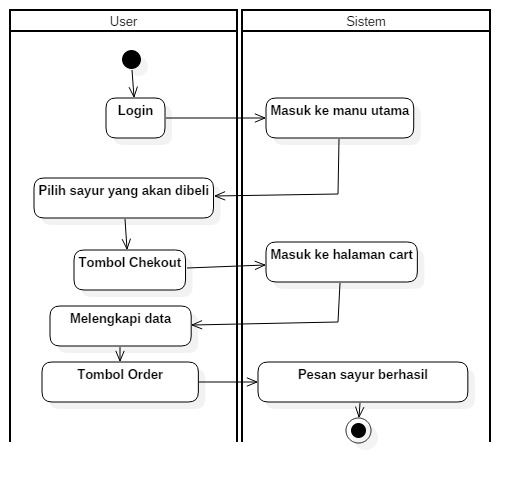 User
Sistem
Login
Masuk ke manu utama
Pilih sayur yang akan dibeli
Tombol Chekout
Masuk ke halaman cart
Melengkapi data
Tombol Order
Pesan sayur berhasil